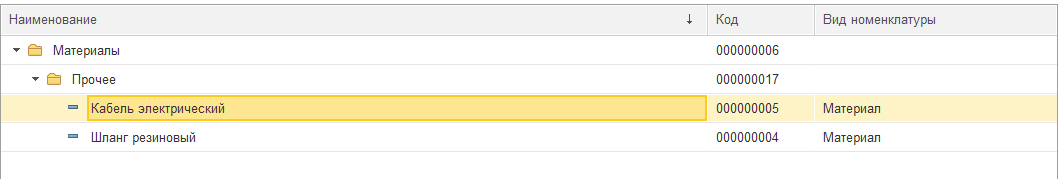 Наименование ↓ Код Вид номенклатуры
Материалы 000000006
Прочее 000000017
Кабель электрический 000000005 Материал
Шланг резиновый 000000004 Материал